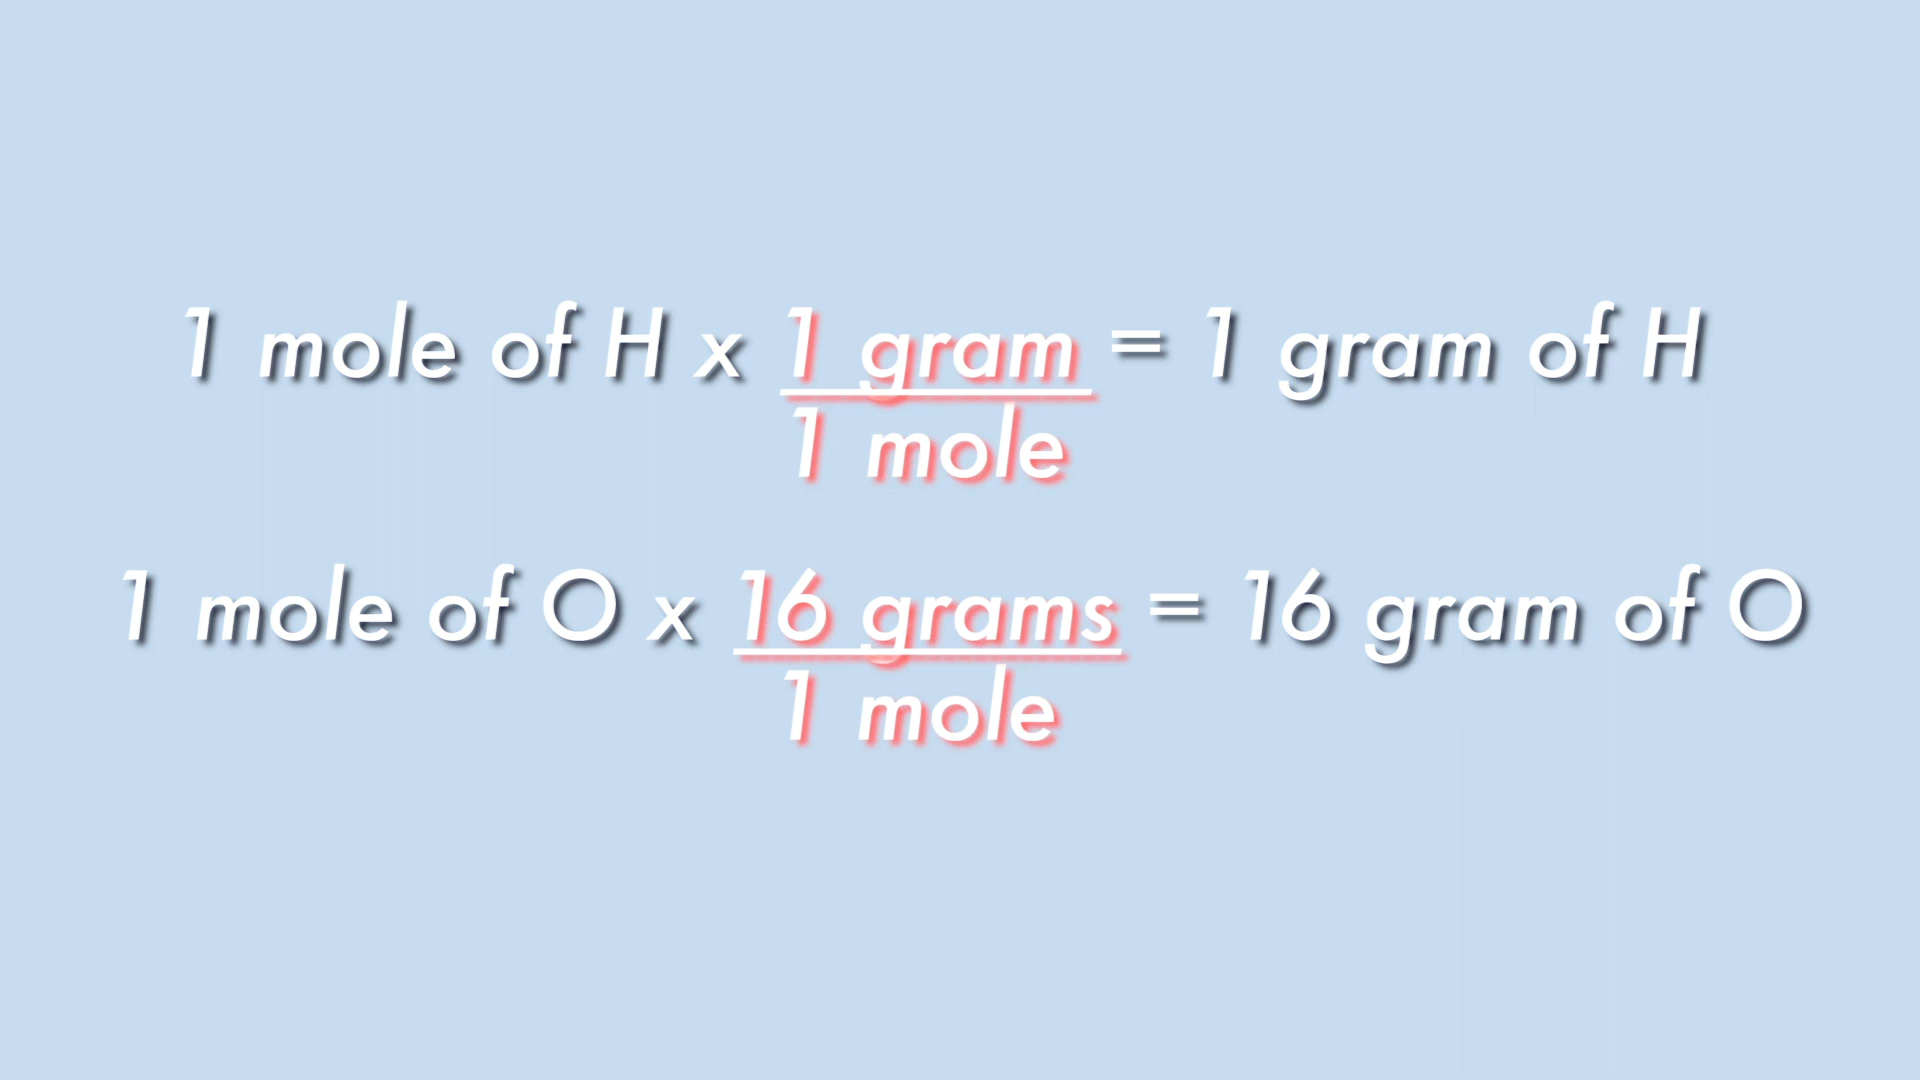 1 mole of H x 1 gram = 1 gram of H
1 mole
1 mole of O x 16 grams = 16 gram of O
1 mole